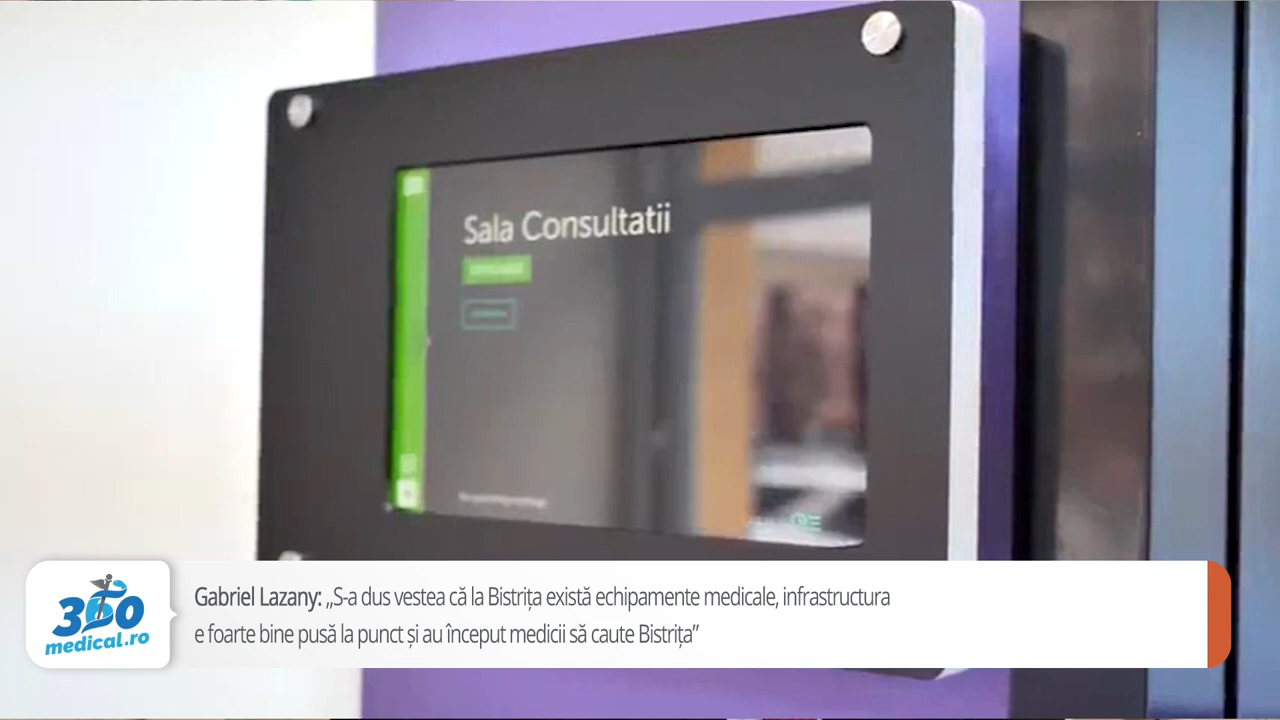 Sala Consultatii
360
medical.ro
Gabriel Lazany: „S-a dus vestea că la Bistrița există echipamente medicale, infrastructura
e foarte bine pusă la punct și au început medicii să caute Bistrița”